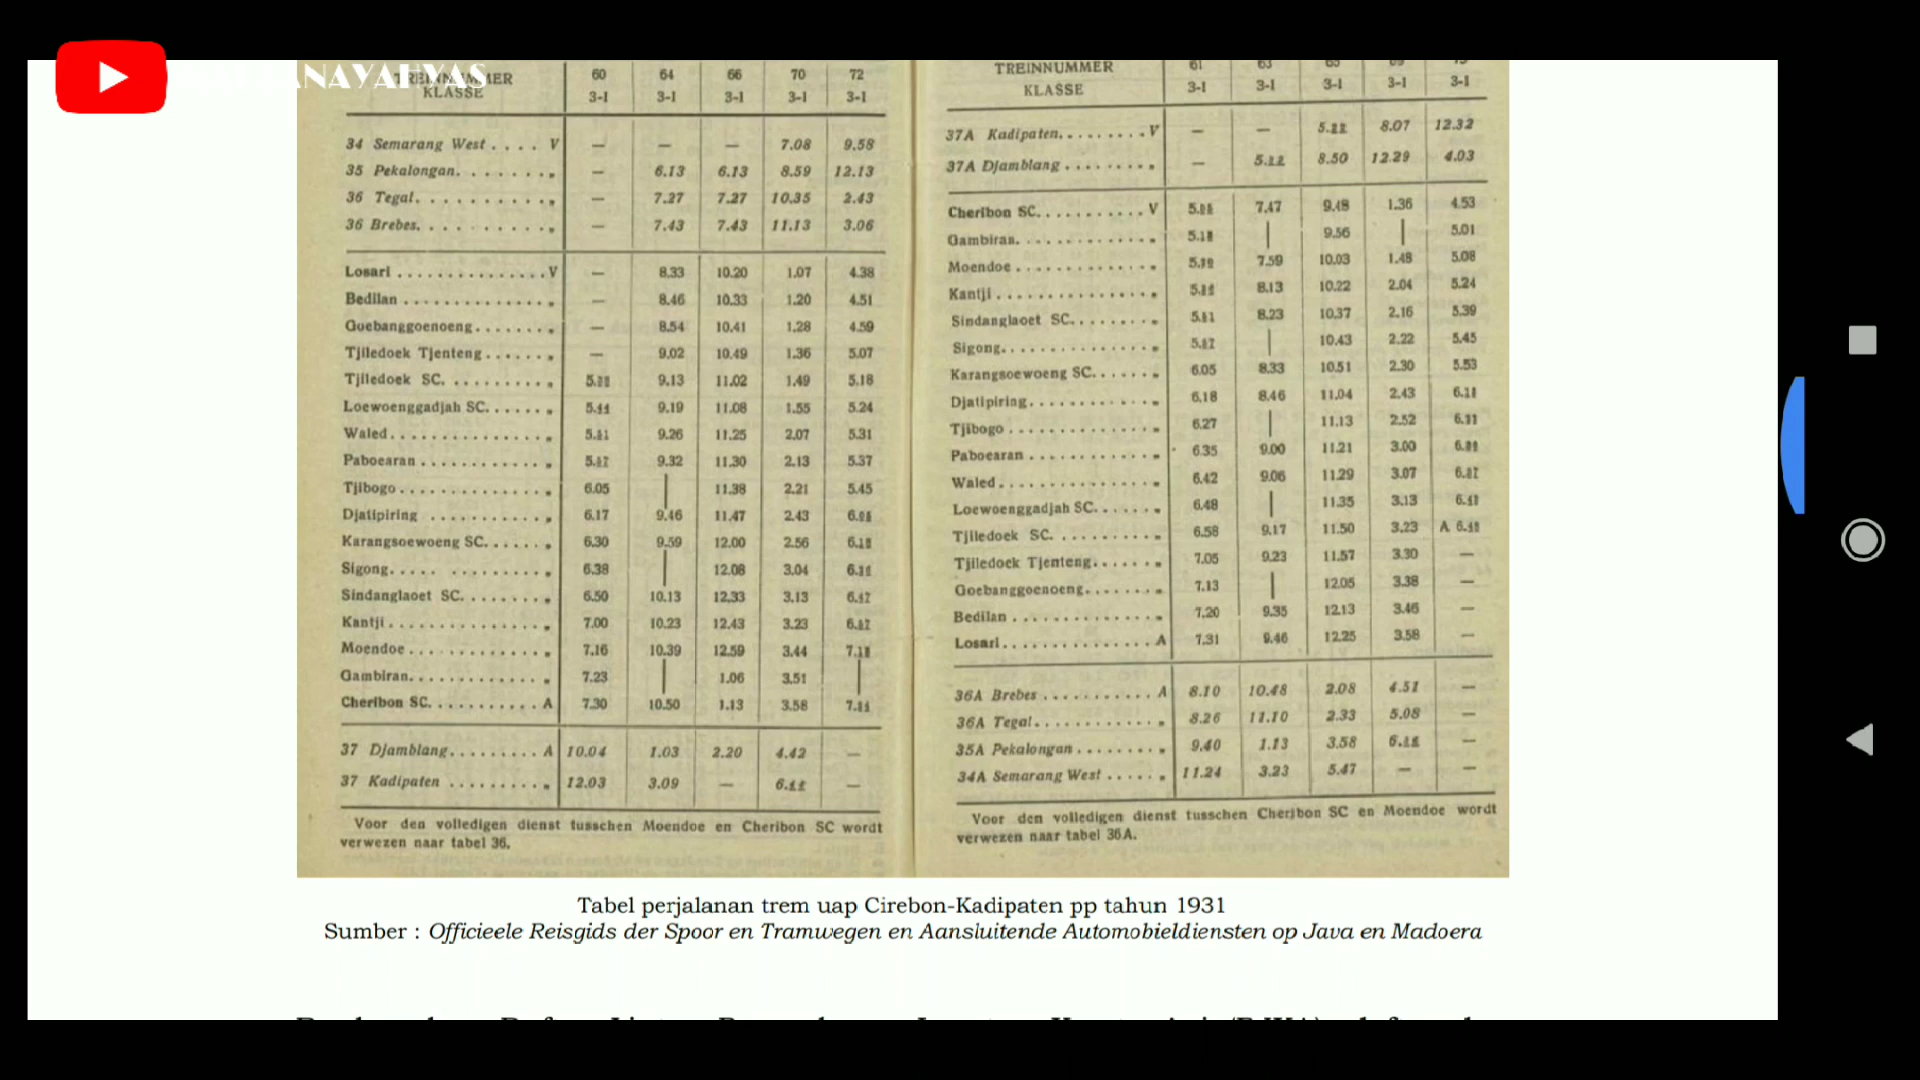 TREINNUMMER 60 64 66 70 72
KLASSE 3-1 3-1 3-1 3-1 3-1
34 Semarang West .... V — — — 7.08 9.58
35 Pekalongan........ „ — 6.13 6.13 8.59 12.13
36 Tegal.......... „ — 7.27 7.27 10.35 2.43
36 Brebes.......... „ — 7.43 7.43 11.13 3.06
Losari ..............V — 8.33 10.20 1.07 4.38
Bedilan .............. „ — 8.46 10.33 1.20 4.51
Goebanggoenoeng....... „ — 8.54 10.41 1.28 4.59
Tjiledoek Tjenteng...... „ — 9.02 10.49 1.36 5.07
Tjiledoek SC. ......... „ 9.13 11.02 1.49 5.18
Loewoenggadjah SC...... „ 9.19 11.08 1.55 5.24
Waled.............. „ 9.26 11.25 2.07 5.31
Paboearan ............ „ 9.32 11.30 2.13 5.37
Tjibogo.............. „ 6.05 | 11.38 2.21 5.45
Djatipiring .......... „ 6.17 9.46 11.47 2.43
Karangsoewoeng SC...... „ 6.30 9.59 12.00 2.56
Sigong.... ......... „ 6.38 | 12.08 3.04
Sindanglaoet SC........ „ 6.50 10.13 12.33 3.13
Kantji.............. „ 7.00 10.23 12.43 3.23
Moendoe ............ „ 7.16 10.39 12.59 3.44
Gambiran............ „ 7.23 | 1.06 3.51 |
Cheribon SC........... A 7.30 10.50 1.13 3.58
37 Djamblang......... A 10.04 1.03 2.20 4.42 —
37 Kadipaten ......... „ 12.03 3.09 — —
Voor den volledigen dienst tusschen Moendoe en Cheribon SC wordt
verwezen naar tabel 36.
TREINNUMMER 61 63 65 69
KLASSE 3-1 3-1 3-1 3-1 3-1
37A Kadipaten.........V — — 8.07 12.32
37A Djamblang ........ „ — 8.50 12.29 4.03
Cheribon SC........... V 7.47 9.48 1.36 4.53
Gambiran............. „ | 9.56 | 5.01
Moendoe.............. „ 7.59 10.03 1.48 5.08
Kantji............... „ 8.13 10.22 2.04 5.24
Sindanglaoet SC........ „ 8.23 10.37 2.16 5.39
Sigong............... „ | 10.43 2.22 5.45
Karangsoewoeng SC...... „ 6.05 8.33 10.51 2.30 5.53
Djatipiring............ „ 6.18 8.46 11.04 2.43
Tjibogo .............. „ 6.27 | 11.13 2.52
Paboearan ............ „ 6.35 9.00 11.21 3.00
Waled............... „ 6.42 9.06 11.29 3.07
Loewoenggadjah SC...... „ 6.48 | 11.35 3.13
Tjiledoek SC. ......... „ 6.58 9.17 11.50 3.23 A
Tjiledoek Tjenteng...... „ 7.05 9.23 11.57 3.30 —
Goebanggoenoeng....... „ 7.13 | 12.05 3.38 —
Bedilan .............. „ 7.20 9.35 12.13 3.46 —
Losari............... A 7.31 9.46 12.25 3.58 —
36A Brebes ........... A 8.10 10.48 2.08 4.51 —
36A Tegal............ „ 8.26 11.10 2.33 5.08 —
35A Pekalongan ........ „ 9.40 1.13 3.58 —
34A Semarang West ..... „ 11.24 3.23 5.47 — —
Voor den volledigen dienst tusschen Cheribon SC en Moendoe wordt
verwezen naar tabel 36A.
Tabel perjalanan trem uap Cirebon-Kadipaten pp tahun 1931
Sumber : Officieele Reisgids der Spoor en Tramwegen en Aansluitende Automobieldiensten op Java en Madoera